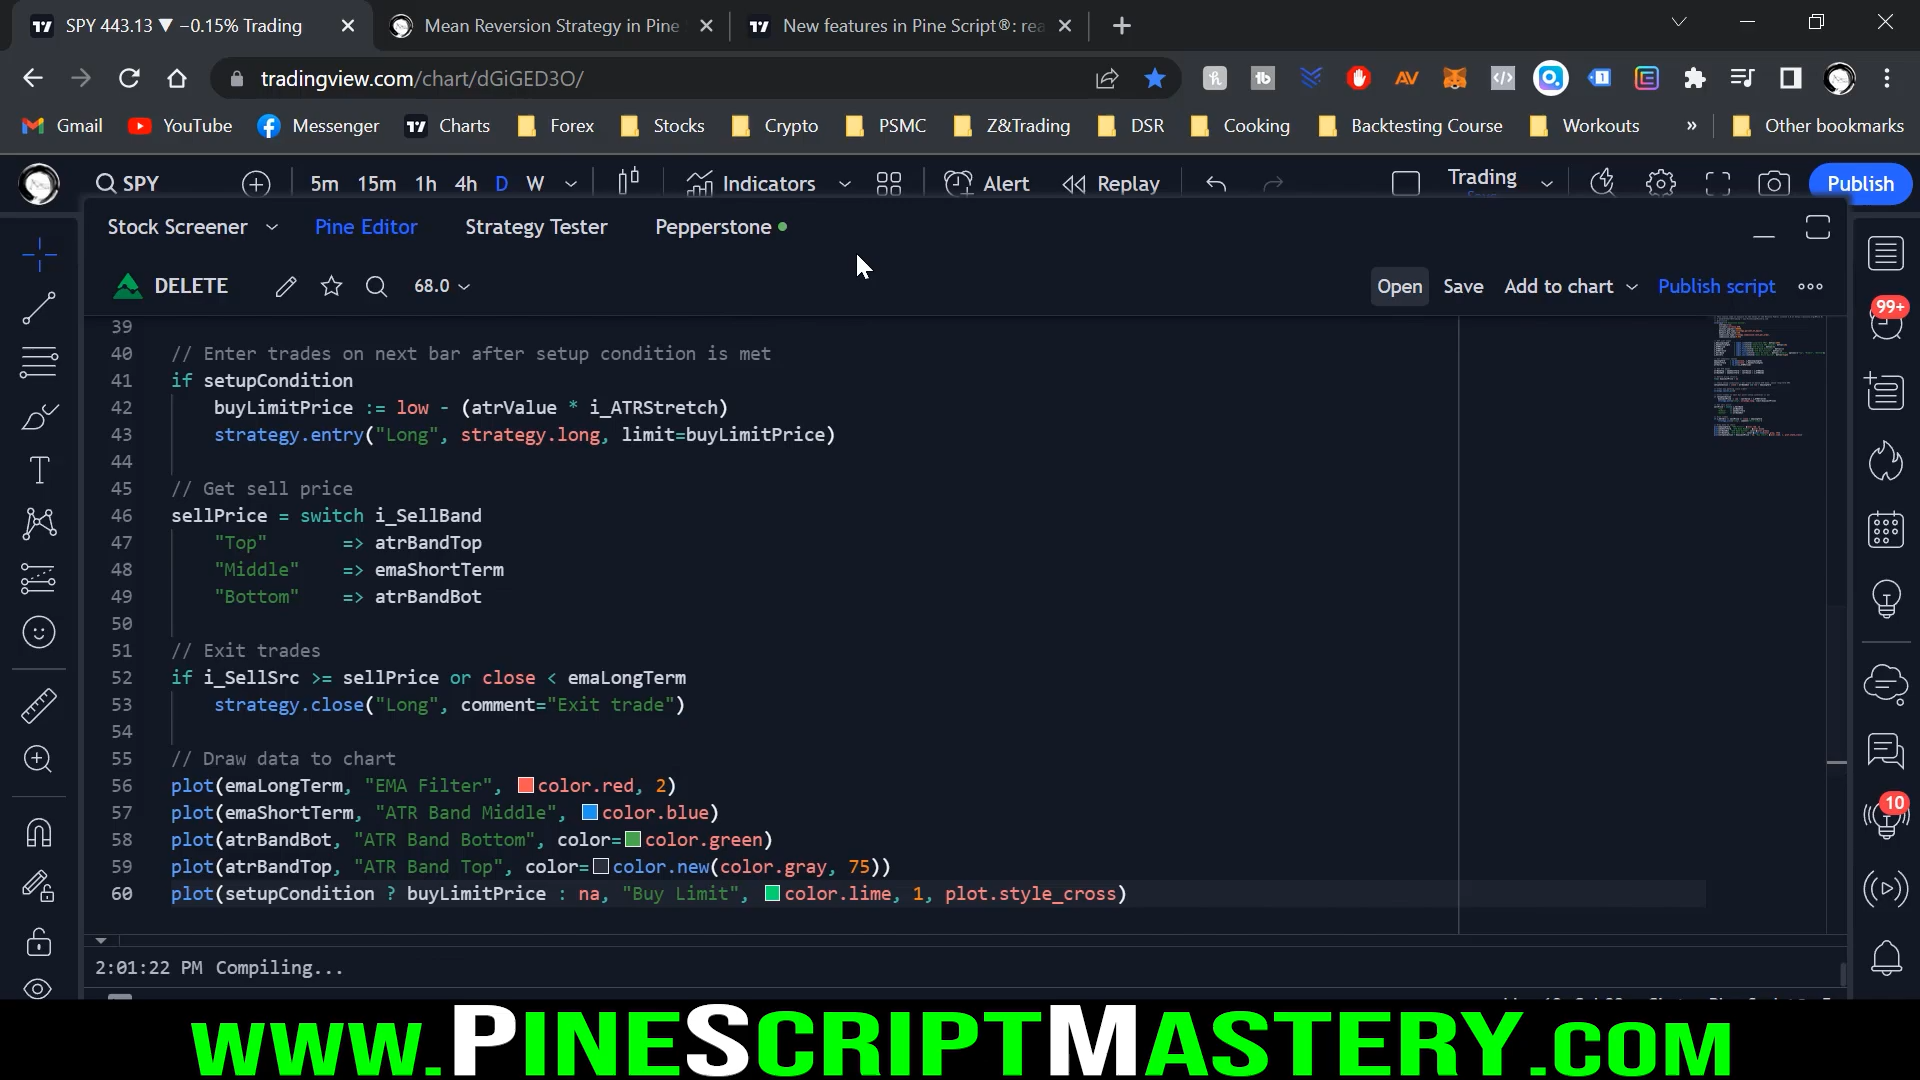 SPY 443.13 ▼ −0.15% Trading
Mean Reversion Strategy in Pine
New features in Pine Script®: rea
tradingview.com/chart/dGiGED3O/
Gmail YouTube Messenger Charts Forex Stocks Crypto PSMC Z&Trading DSR Cooking Backtesting Course Workouts » Other bookmarks
SPY 5m 15m 1h 4h D W Indicators Alert Replay Trading Publish
Stock Screener Pine Editor Strategy Tester Pepperstone
DELETE 68.0 Open Save Add to chart Publish script
99+
39
40 // Enter trades on next bar after setup condition is met
41 if setupCondition
42 buyLimitPrice := low - (atrValue * i_ATRStretch)
43 strategy.entry("Long", strategy.long, limit=buyLimitPrice)
44
45 // Get sell price
46 sellPrice = switch i_SellBand
47 "Top" => atrBandTop
48 "Middle" => emaShortTerm
49 "Bottom" => atrBandBot
50
51 // Exit trades
52 if i_SellSrc >= sellPrice or close < emaLongTerm
53 strategy.close("Long", comment="Exit trade")
54
55 // Draw data to chart
56 plot(emaLongTerm, "EMA Filter", color.red, 2)
57 plot(emaShortTerm, "ATR Band Middle", color.blue)
10
58 plot(atrBandBot, "ATR Band Bottom", color=color.green)
59 plot(atrBandTop, "ATR Band Top", color=color.new(color.gray, 75))
60 plot(setupCondition ? buyLimitPrice : na, "Buy Limit", color.lime, 1, plot.style_cross)
2:01:22 PM Compiling...
www.PineScriptMastery.com